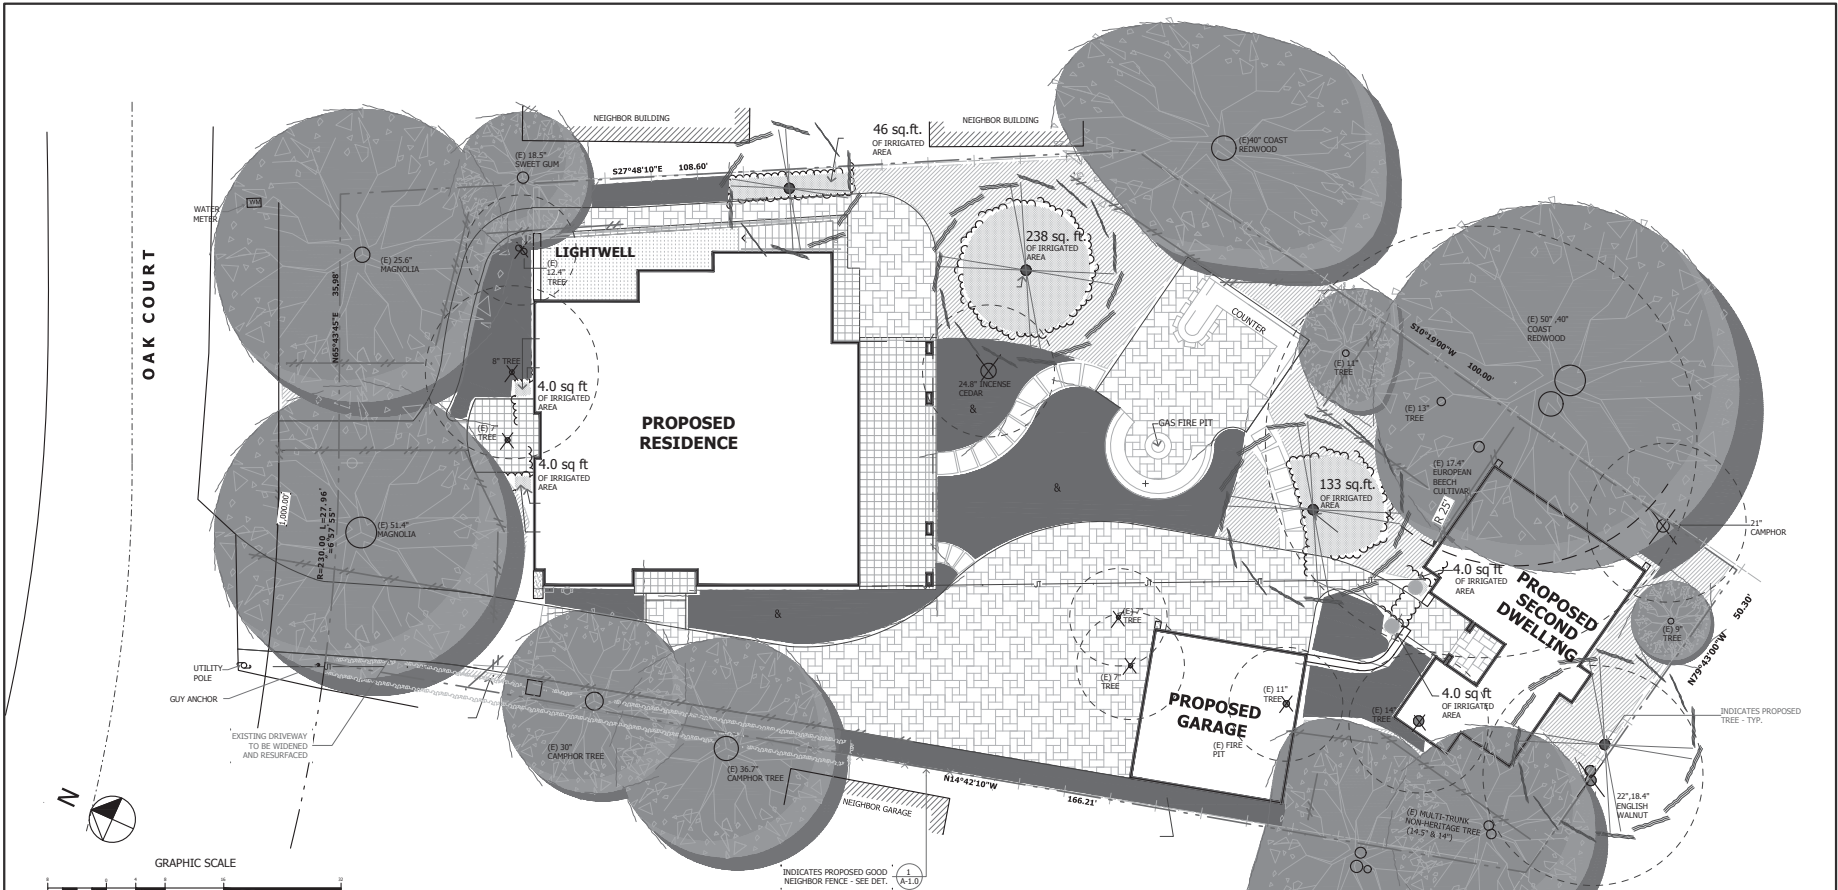 NEIGHBOR BUILDING
NEIGHBOR BUILDING
46 sq.ft.
OF IRRIGATED
AREA
(E)40" COAST
REDWOOD
(E) 18.5"
SWEET GUM
S27°48'10"E 108.60'
WATER
METER
WM
OAK COURT
(E) 25.6"
MAGNOLIA
N65°43'45"E 35.98'
LIGHTWELL
(E)
12.4"
TREE
238 sq. ft.
OF IRRIGATED
AREA
COUNTER
S10°19'00"W
100.00'
(E) 50" ,40"
COAST
REDWOOD
(E) 11"
TREE
8" TREE
4.0 sq ft
OF IRRIGATED
AREA
24.8" INCENSE
CEDAR
&
(E) 13"
TREE
PROPOSED
RESIDENCE
(E) 7"
TREE
GAS FIRE PIT
4.0 sq ft
OF IRRIGATED
AREA
&
(E) 17.4"
EUROPEAN
BEECH
CULTIVAR
133 sq.ft.
OF IRRIGATED
AREA
R 25'
21"
CAMPHOR
1,000.00'
R=230.00 L=27.96'
=6°57'55"
(E) 51.4"
MAGNOLIA
4.0 sq ft
OF IRRIGATED
AREA
PROPOSED
SECOND
DWELLING
JT
JT
JT
50.30'
N79°43'00"W
(E) 9"
TREE
&
(E) 7"
TREE
UTILITY
POLE
GUY ANCHOR
JT
(E) 7"
TREE
PROPOSED
GARAGE
(E) 11"
TREE
4.0 sq ft
OF IRRIGATED
AREA
(E) 14"
TREE
INDICATES PROPOSED
TREE - TYP.
EXISTING DRIVEWAY
TO BE WIDENED
AND RESURFACED
(E) 30"
CAMPHOR TREE
(E) FIRE
PIT
(E) 36.7"
CAMPHOR TREE
N14°42'10"W
166.21'
NEIGHBOR GARAGE
22",18.4"
ENGLISH
WALNUT
(E) MULTI-TRUNK
NON-HERITAGE TREE
(14.5" & 14")
N
GRAPHIC SCALE
INDICATES PROPOSED GOOD
NEIGHBOR FENCE - SEE DET.
1
A-1.0
8 0 4 8 16 32